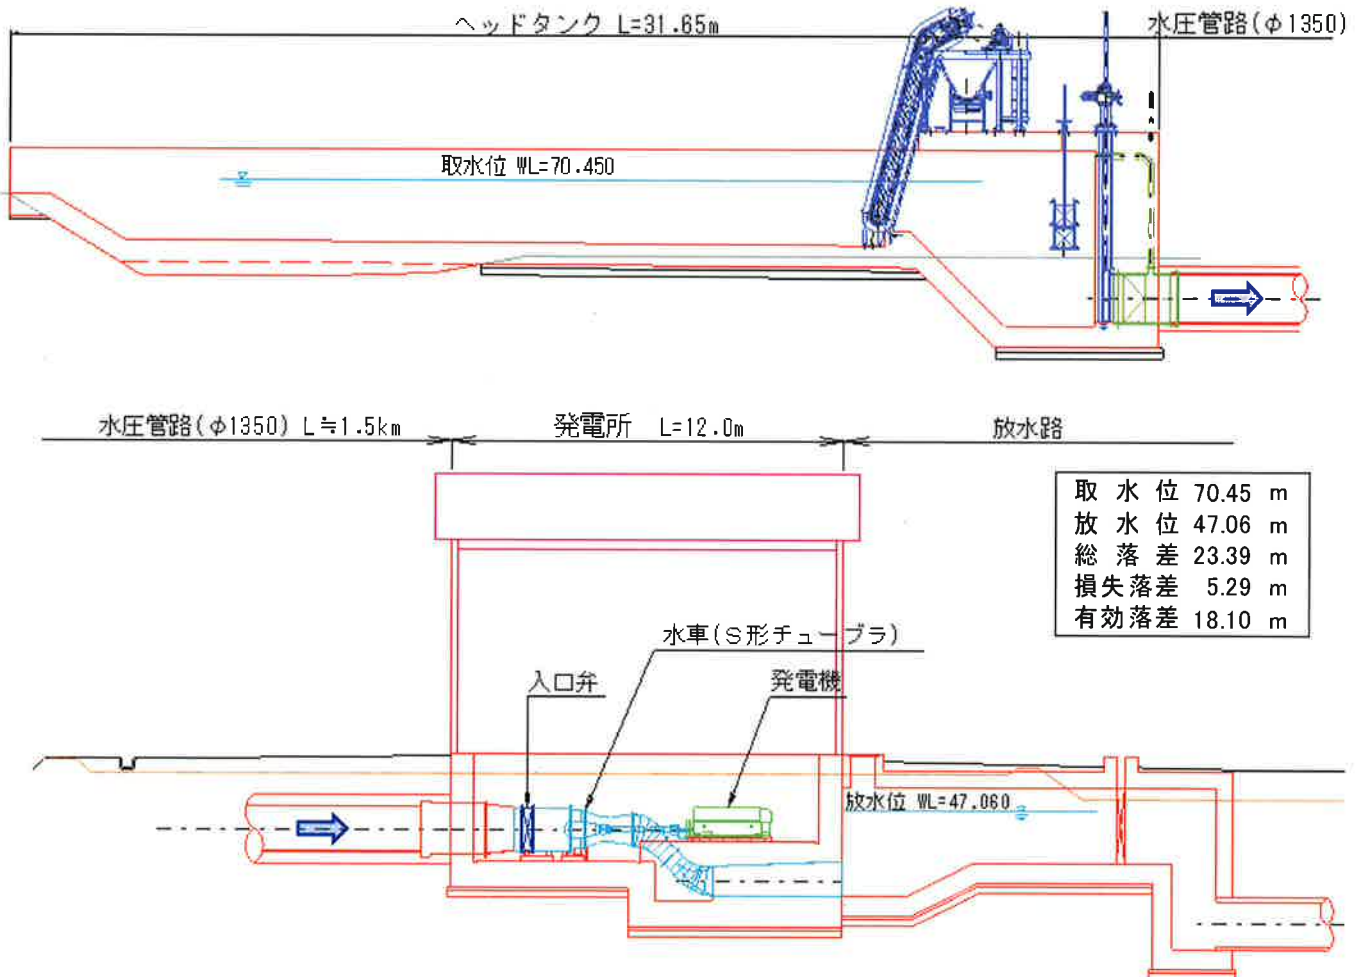 ヘッドタンク L=31.65m
水圧管路(φ1350)
取水位 WL=70.450
水圧管路(φ1350) L≒1.5km
発電所 L=12.0m
放水路
取水位 70.45 m
放水位 47.06 m
総落差 23.39 m
損失落差 5.29 m
有効落差 18.10 m
水車(S形チューブラ)
入口弁
発電機
放水位 WL=47.060